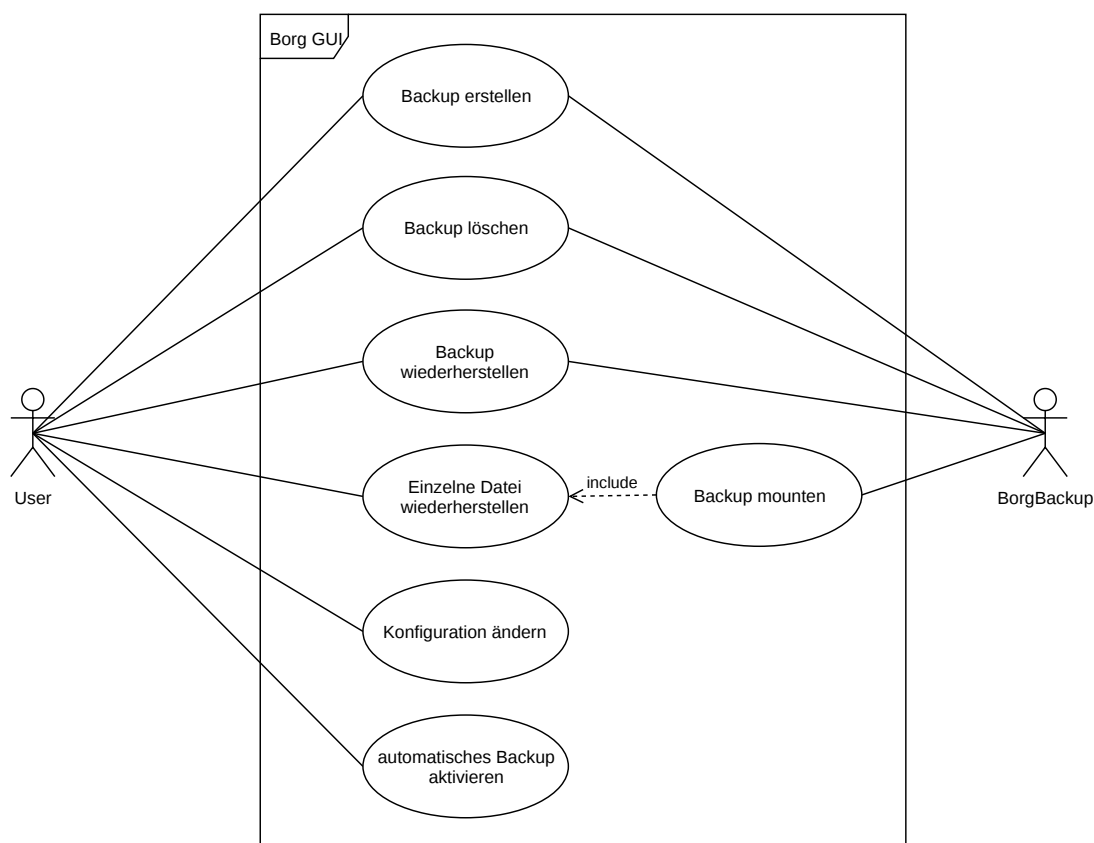 Borg GUI
Backup erstellen
Backup löschen
Backup
wiederherstellen
User
BorgBackup
Einzelne Datei
wiederherstellen
include
Backup mounten
Konfiguration ändern
automatisches Backup
aktivieren